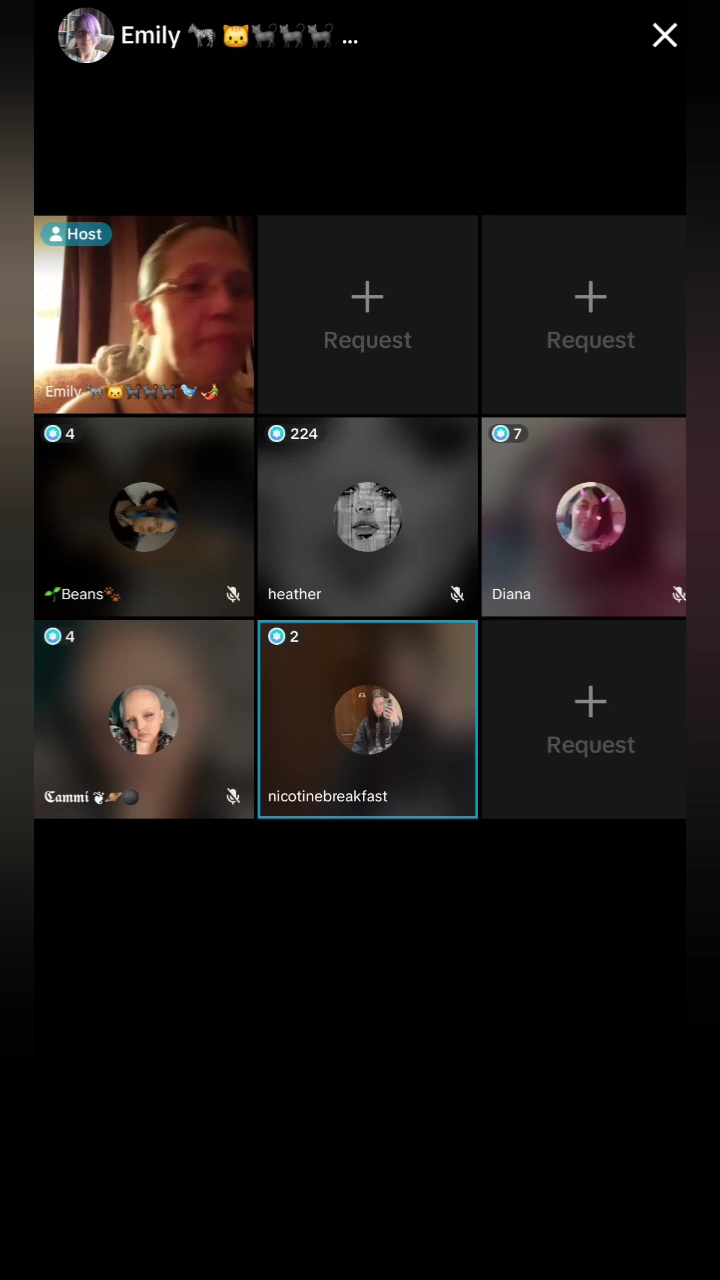 Emily 🦓 🐱🐈‍⬛🐈‍⬛🐈‍⬛ ...
Host
Request
Request
Emily 🦓🐱🐈‍⬛🐈‍⬛🐈‍⬛🐦🌶️
4
224
7
🌱Beans🐾
heather
Diana
4
2
Request
𝕮𝖆𝖒𝖒𝖎 ❦🪐🌑
nicotinebreakfast